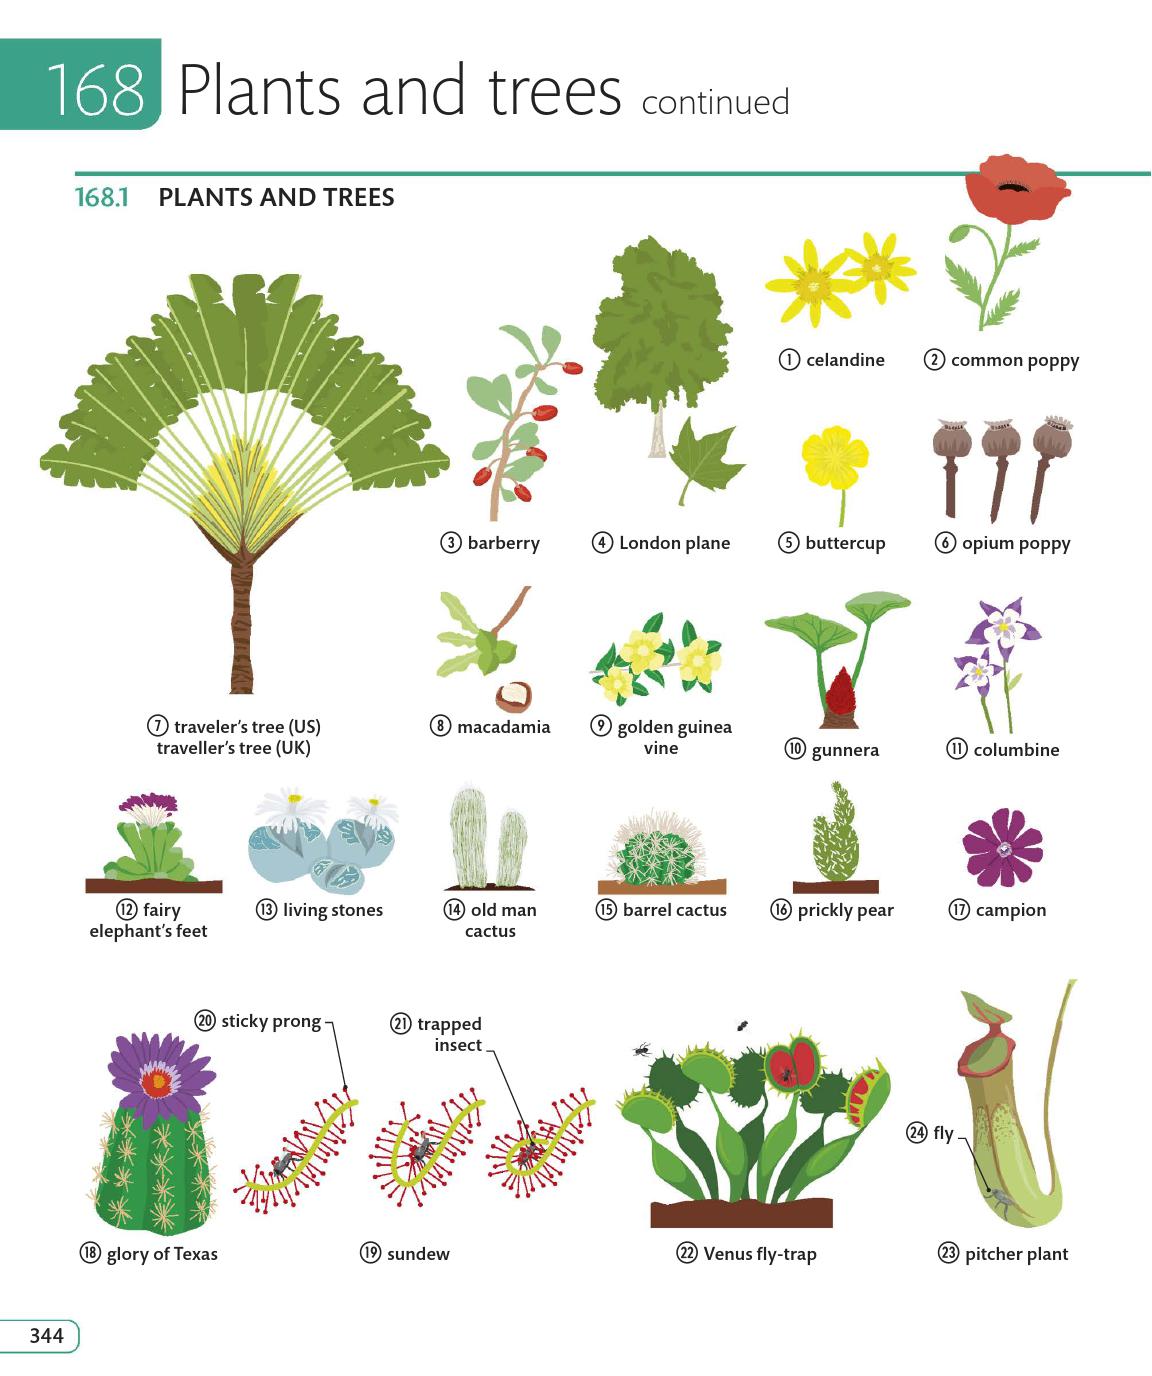 168 Plants and trees continued
168.1 PLANTS AND TREES
1 celandine
2 common poppy
3 barberry
4 London plane
5 buttercup
6 opium poppy
7 traveler's tree (US)
traveller's tree (UK)
8 macadamia
9 golden guinea
vine
10 gunnera
11 columbine
12 fairy
elephant's feet
13 living stones
14 old man
cactus
15 barrel cactus
16 prickly pear
17 campion
18 glory of Texas
20 sticky prong
21 trapped
insect
19 sundew
22 Venus fly-trap
24 fly
23 pitcher plant
344